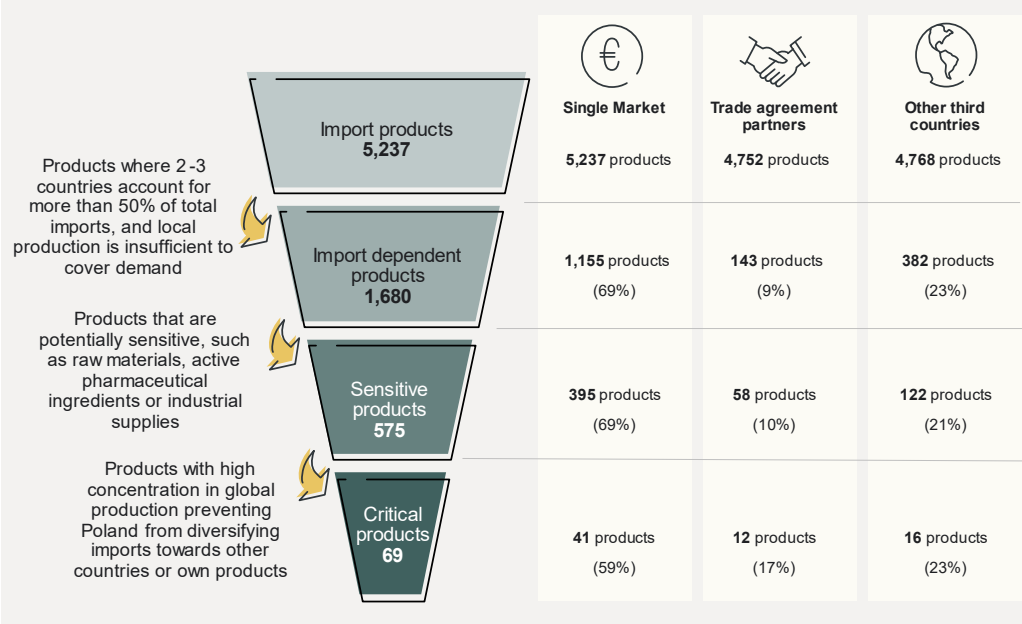 Single Market
Trade agreement
partners
Other third
countries
Import products
5,237
5,237 products
4,752 products
4,768 products
Products where 2-3
countries account for
more than 50% of total
imports, and local
production is insufficient to
cover demand
Import dependent
products
1,680
1,155 products
(69%)
143 products
(9%)
382 products
(23%)
Products that are
potentially sensitive, such
as raw materials, active
pharmaceutical
ingredients or industrial
supplies
Sensitive
products
575
395 products
(69%)
58 products
(10%)
122 products
(21%)
Products with high
concentration in global
production preventing
Poland from diversifying
imports towards other
countries or own products
Critical
products
69
41 products
(59%)
12 products
(17%)
16 products
(23%)